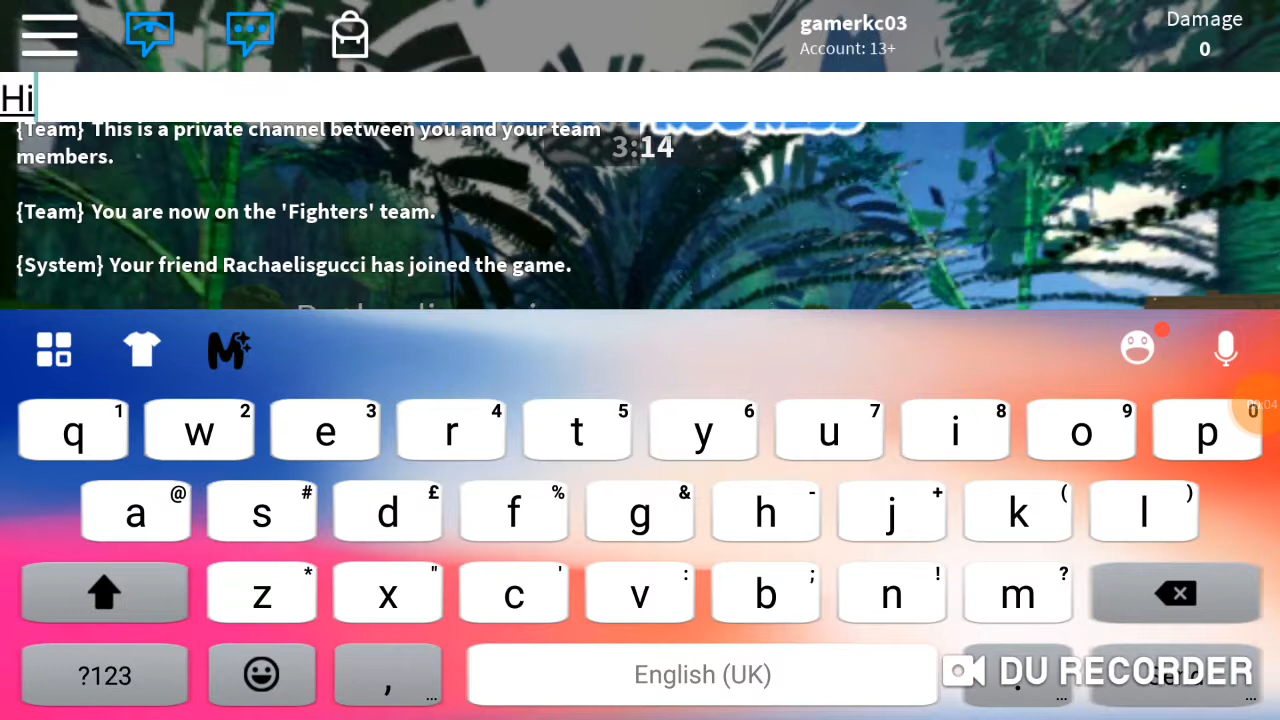 gamerkc03
Account: 13+
Damage
0
Hi
{Team} This is a private channel between you and your team
members.
3:14
{Team} You are now on the 'Fighters' team.
{System} Your friend Rachaelisgucci has joined the game.
00:04
q 1 w 2 e 3 r 4 t 5 y 6 u 7 i 8 o 9 p 0
a @ s # d £ f % g & h - j + k ( l )
z * x " c ' v : b ; n ! m ?
?123 , ... English (UK) . ... ...
DU RECORDER